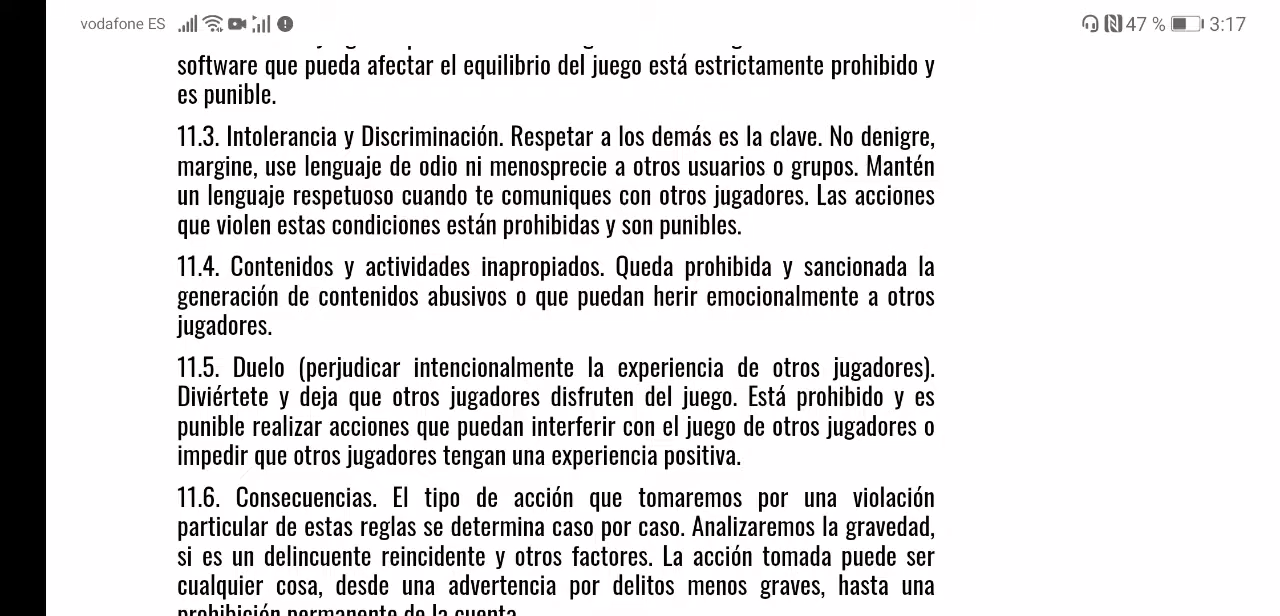 vodafone ES 47 % 3:17
software que pueda afectar el equilibrio del juego está estrictamente prohibido y
es punible.
11.3. Intolerancia y Discriminación. Respetar a los demás es la clave. No denigre,
margine, use lenguaje de odio ni menosprecie a otros usuarios o grupos. Mantén
un lenguaje respetuoso cuando te comuniques con otros jugadores. Las acciones
que violen estas condiciones están prohibidas y son punibles.
11.4. Contenidos y actividades inapropiados. Queda prohibida y sancionada la
generación de contenidos abusivos o que puedan herir emocionalmente a otros
jugadores.
11.5. Duelo (perjudicar intencionalmente la experiencia de otros jugadores).
Diviértete y deja que otros jugadores disfruten del juego. Está prohibido y es
punible realizar acciones que puedan interferir con el juego de otros jugadores o
impedir que otros jugadores tengan una experiencia positiva.
11.6. Consecuencias. El tipo de acción que tomaremos por una violación
particular de estas reglas se determina caso por caso. Analizaremos la gravedad,
si es un delincuente reincidente y otros factores. La acción tomada puede ser
cualquier cosa, desde una advertencia por delitos menos graves, hasta una
prohibición permanente de la cuenta